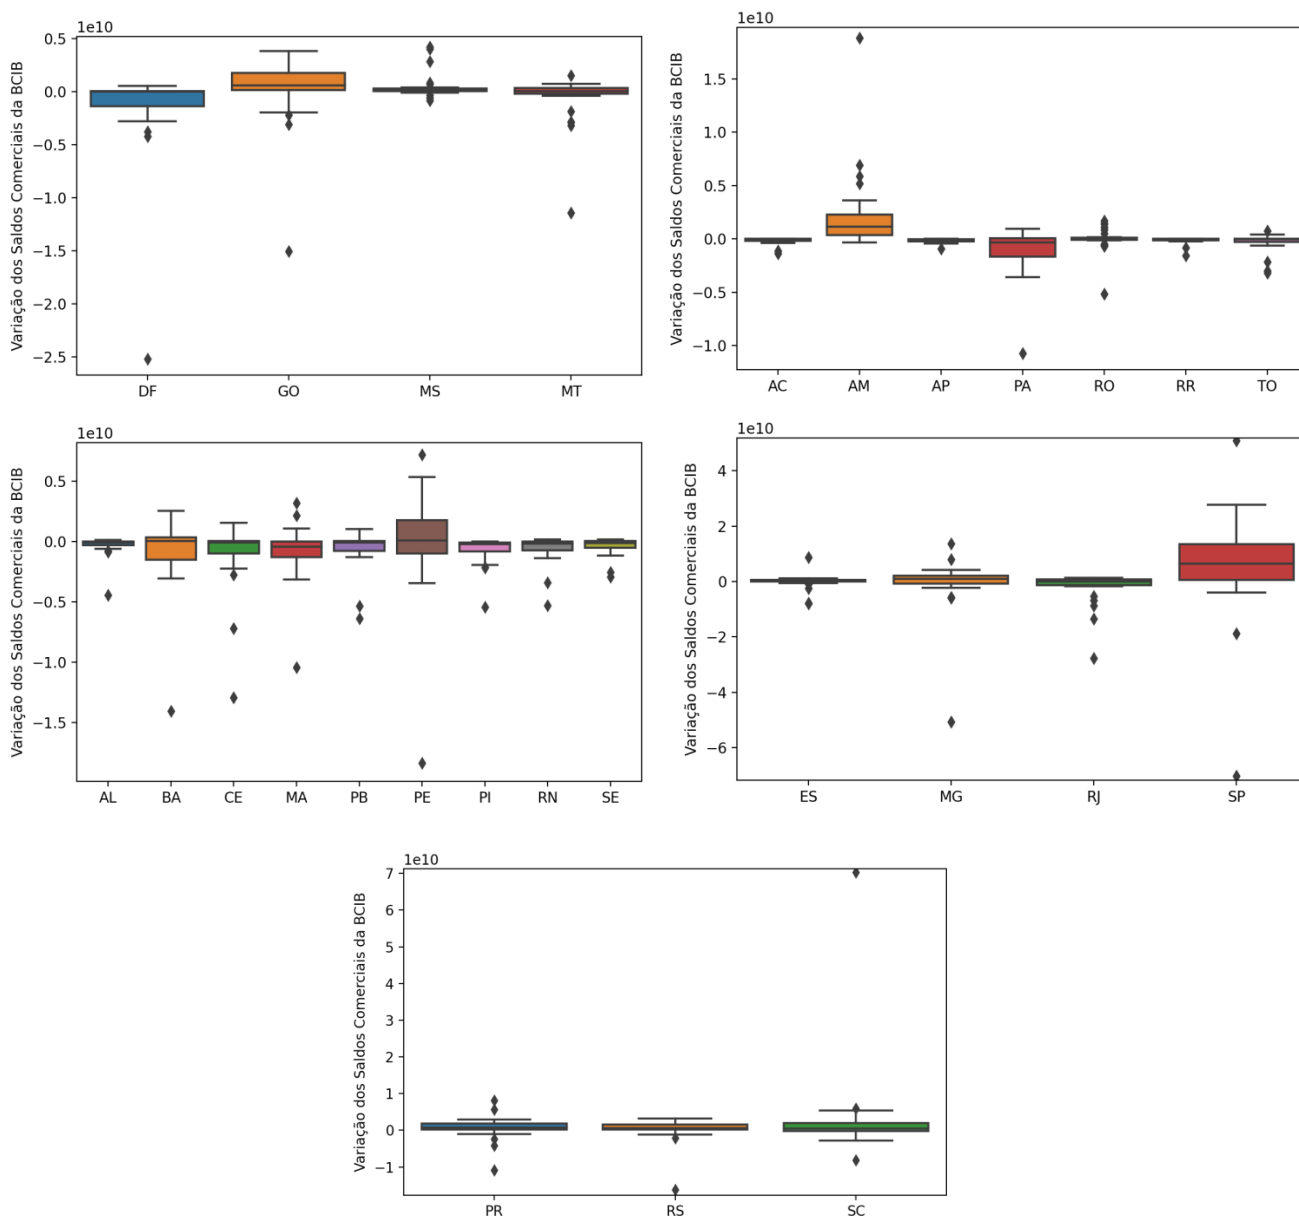 1e10
Variação dos Saldos Comerciais da BCIB
0.5
0.0
−0.5
−1.0
−1.5
−2.0
−2.5
DF GO MS MT
1e10
Variação dos Saldos Comerciais da BCIB
1.5
1.0
0.5
0.0
−0.5
−1.0
AC AM AP PA RO RR TO
1e10
Variação dos Saldos Comerciais da BCIB
0.5
0.0
−0.5
−1.0
−1.5
AL BA CE MA PB PE PI RN SE
1e10
Variação dos Saldos Comerciais da BCIB
4
2
0
−2
−4
−6
ES MG RJ SP
1e10
Variação dos Saldos Comerciais da BCIB
7
6
5
4
3
2
1
0
−1
PR RS SC